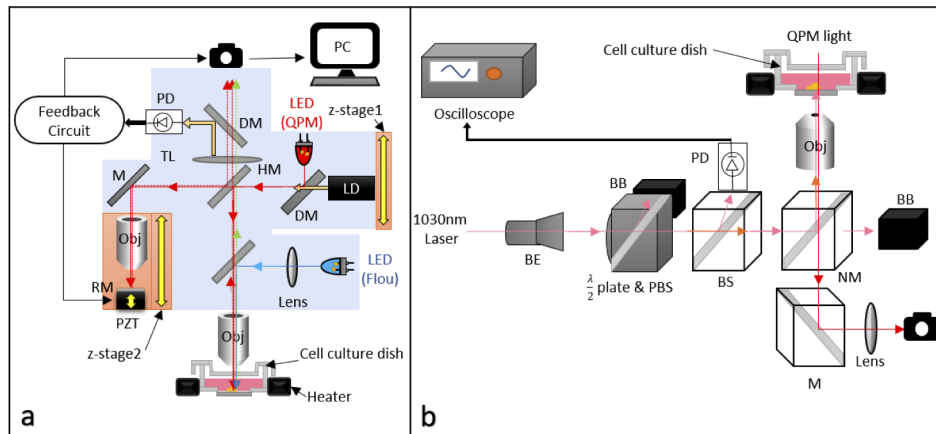 PC
LED
(QPM)
z-stage1
PD
Feedback
Circuit
DM
TL
HM
M
LD
DM
Obj
LED
(Flou)
RM
PZT
Lens
z-stage2
Obj
Cell culture dish
Heater
a
QPM light
Cell culture dish
Oscilloscope
PD
Obj
BB
BB
1030nm
Laser
BE
λ/2 plate & PBS
BS
NM
Lens
M
b